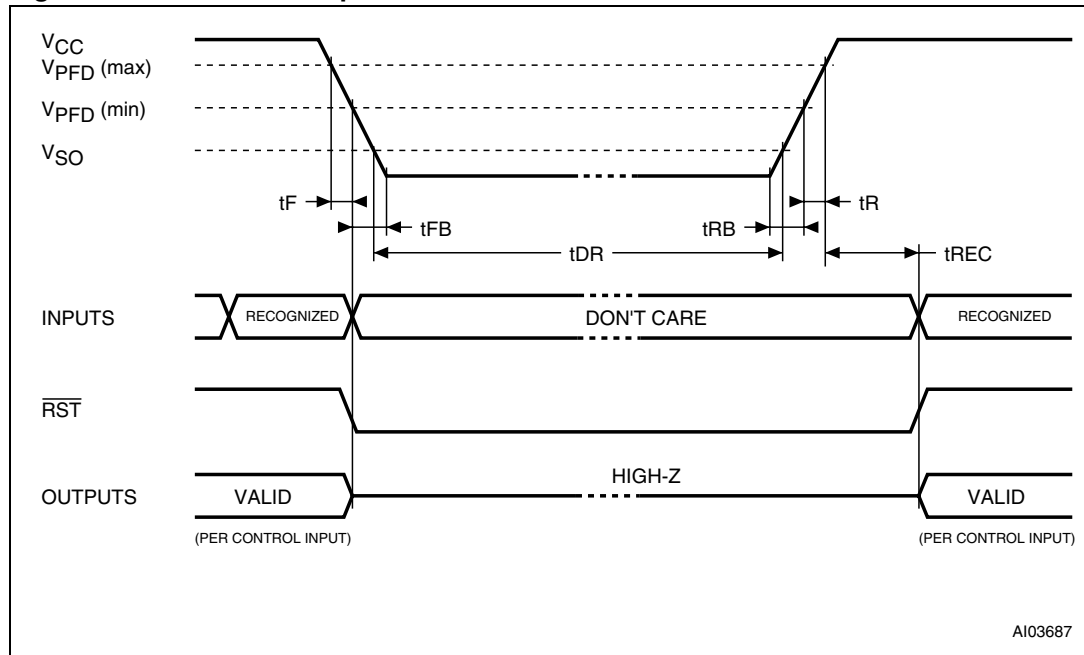 VCC
VPFD (max)
VPFD (min)
VSO
tF
tFB
tDR
tRB
tR
tREC
INPUTS
RECOGNIZED
DON'T CARE
RECOGNIZED
RST
HIGH-Z
OUTPUTS
VALID
VALID
(PER CONTROL INPUT)
(PER CONTROL INPUT)
AI03687